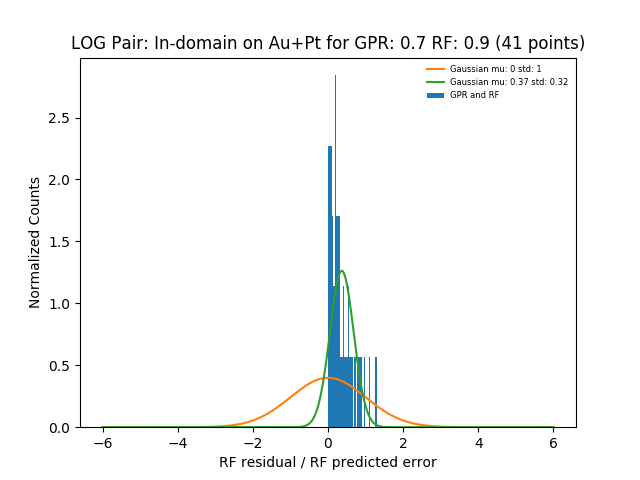 LOG Pair: In-domain on Au+Pt for GPR: 0.7 RF: 0.9 (41 points)
Gaussian mu: 0 std: 1
Gaussian mu: 0.37 std: 0.32
GPR and RF
Normalized Counts
2.5
2.0
1.5
1.0
0.5
0.0
−6 −4 −2 0 2 4 6
RF residual / RF predicted error